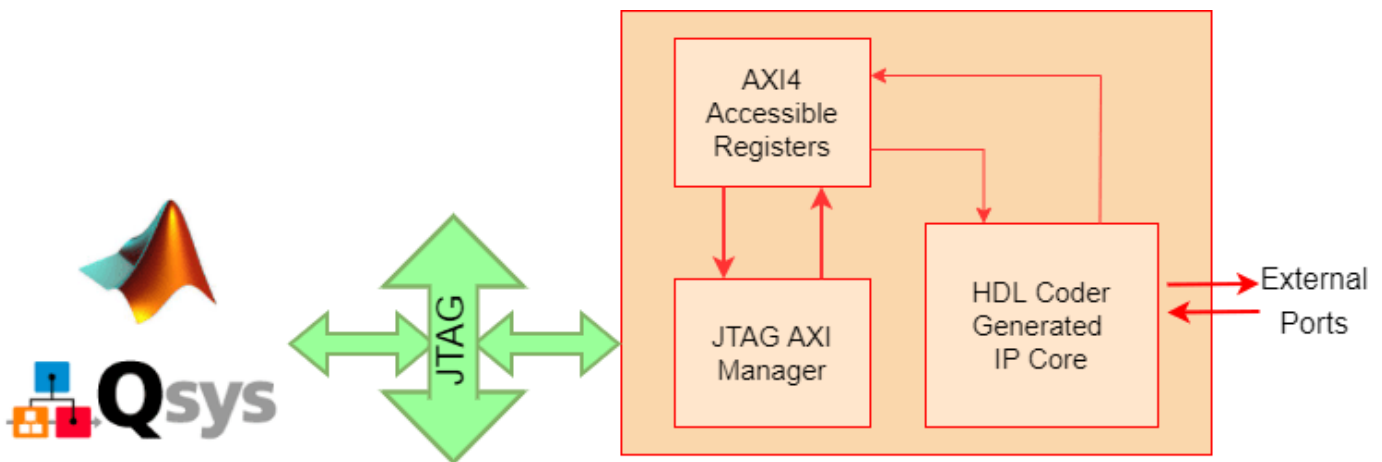 AXI4
Accessible
Registers
JTAG AXI
Manager
HDL Coder
Generated
IP Core
External
Ports
JTAG
Qsys